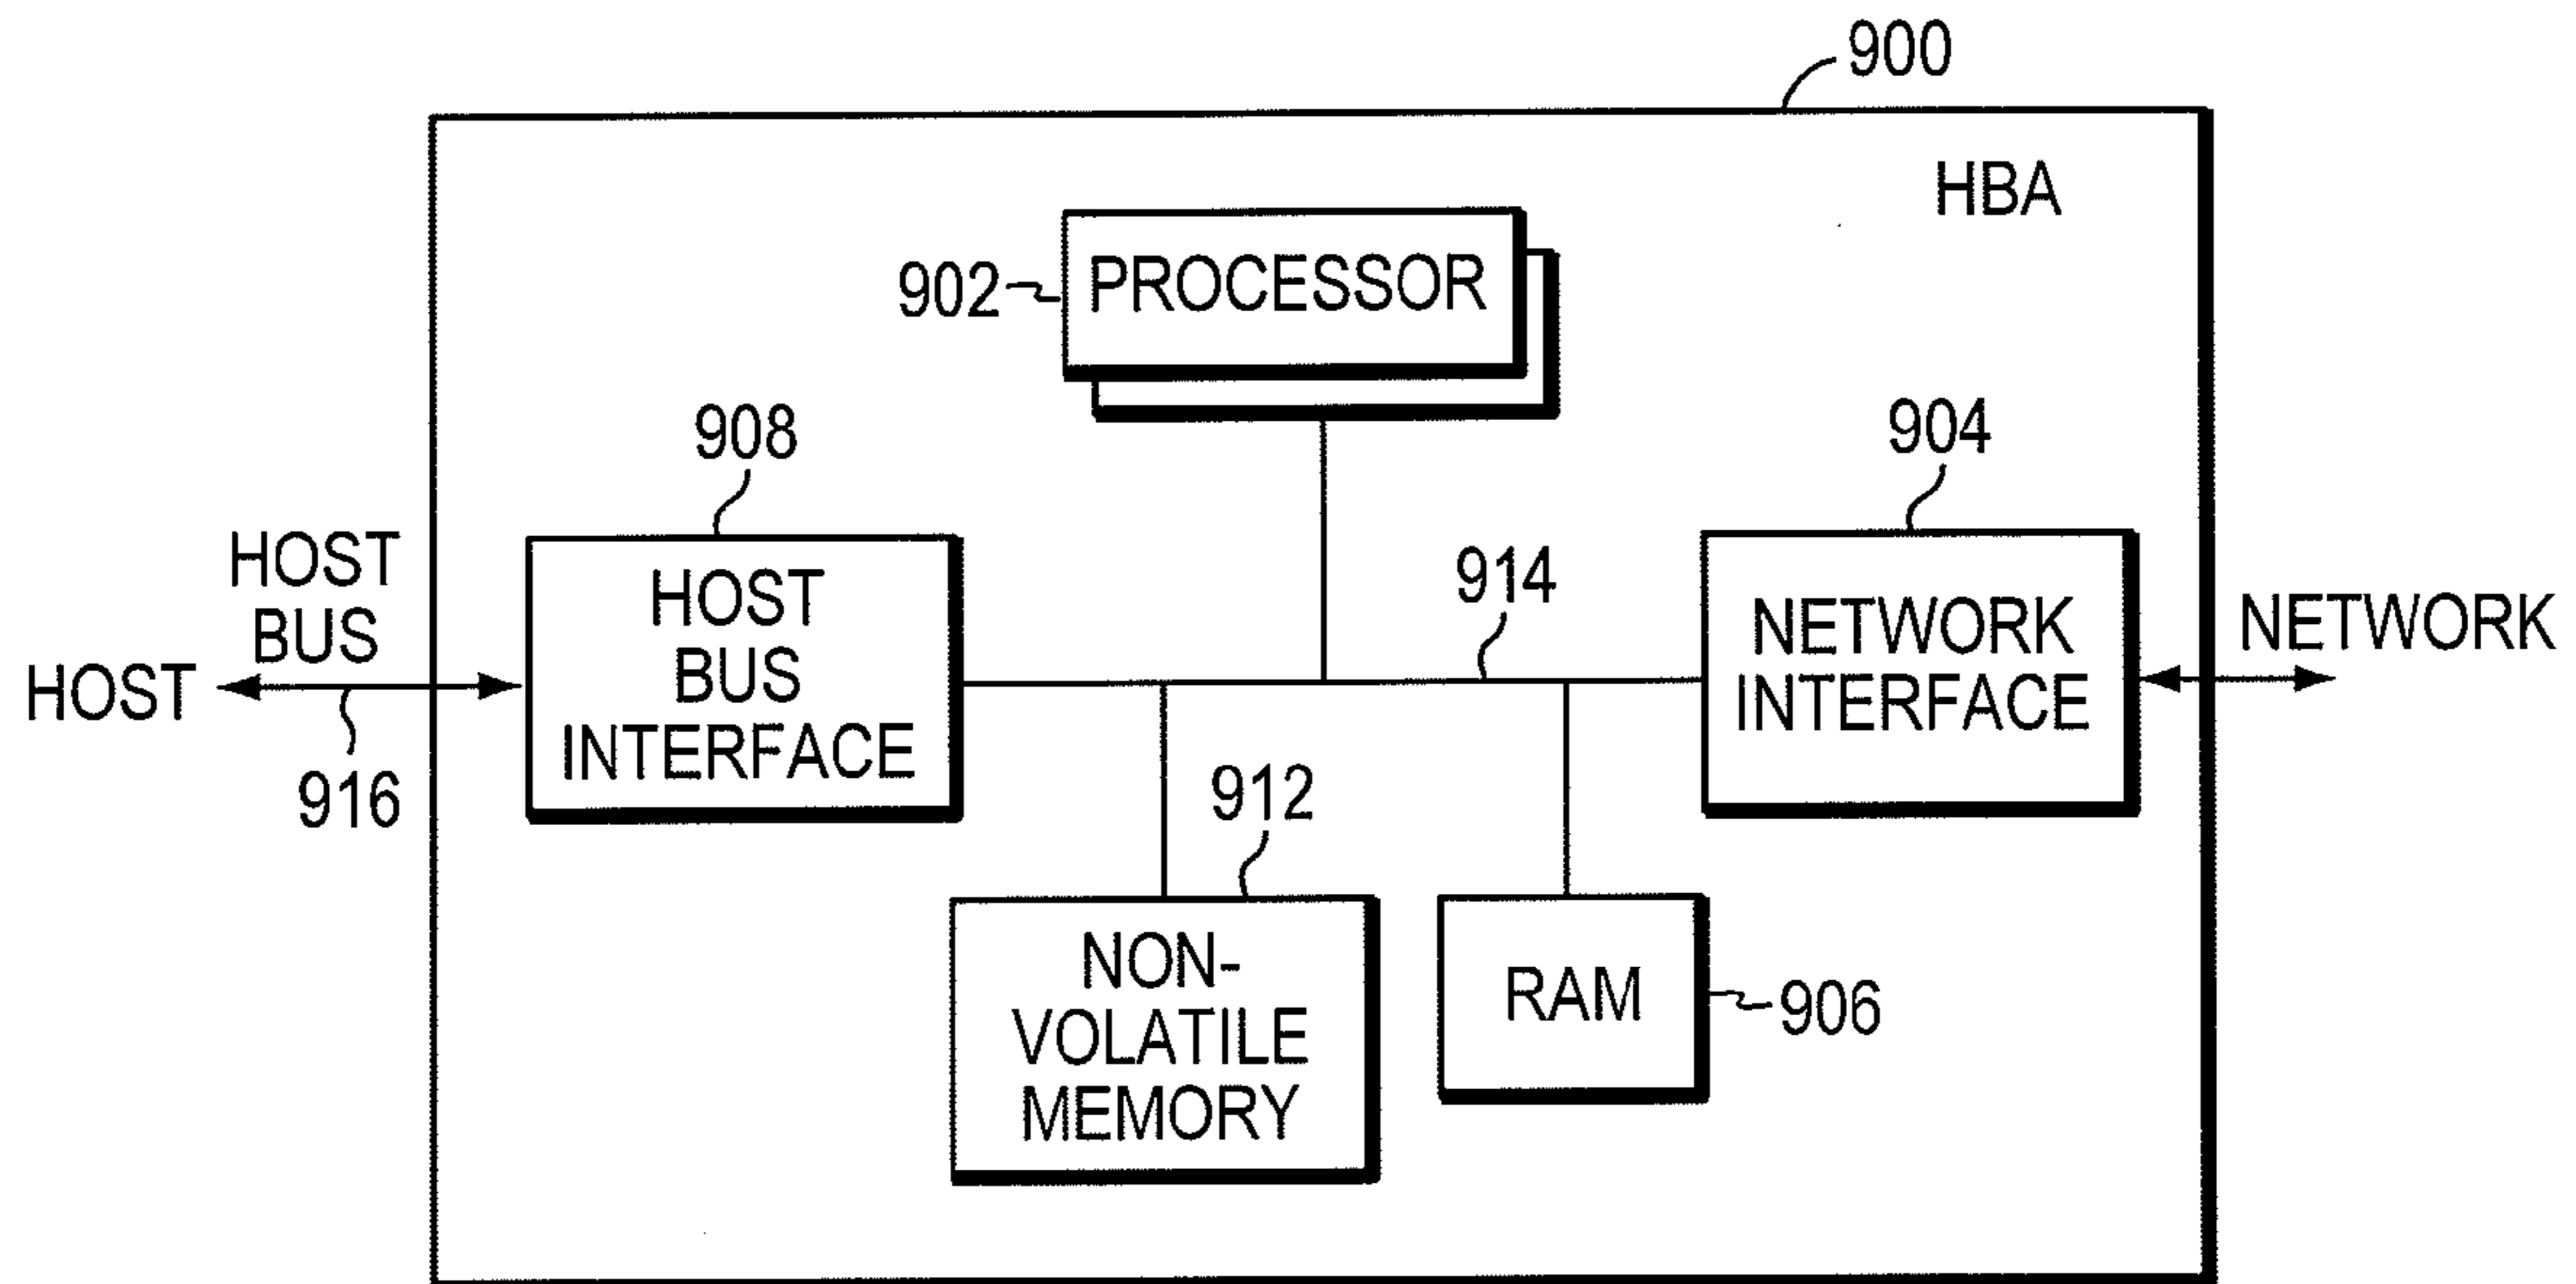 900
HBA
PROCESSOR
902
908
904
HOST
BUS
HOST
916
HOST
BUS
INTERFACE
914
NETWORK
INTERFACE
NETWORK
912
NON-
VOLATILE
MEMORY
RAM
906